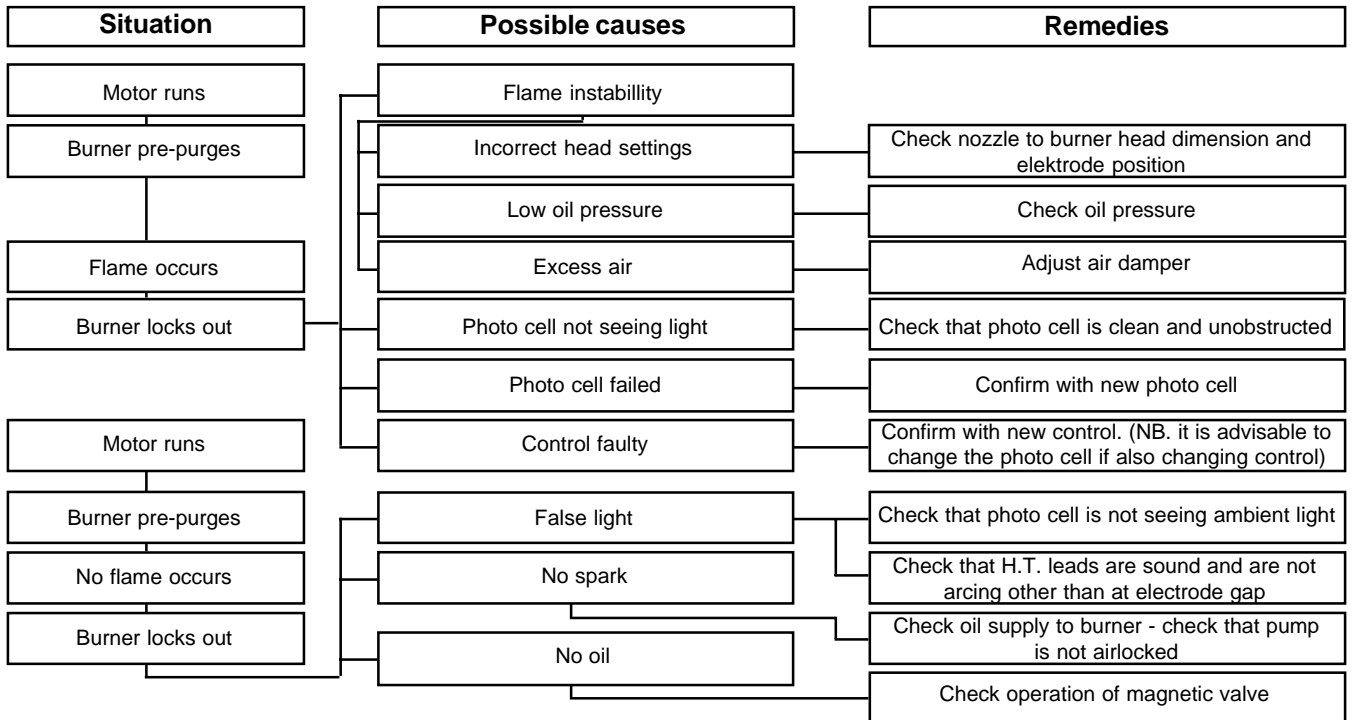 Situation
Possible causes
Remedies
Motor runs
Flame instabillity
Burner pre-purges
Incorrect head settings
Check nozzle to burner head dimension and
elektrode position
Low oil pressure
Check oil pressure
Flame occurs
Excess air
Adjust air damper
Burner locks out
Photo cell not seeing light
Check that photo cell is clean and unobstructed
Photo cell failed
Confirm with new photo cell
Motor runs
Control faulty
Confirm with new control. (NB. it is advisable to
change the photo cell if also changing control)
Burner pre-purges
False light
Check that photo cell is not seeing ambient light
No flame occurs
No spark
Check that H.T. leads are sound and are not
arcing other than at electrode gap
Burner locks out
Check oil supply to burner - check that pump
is not airlocked
No oil
Check operation of magnetic valve